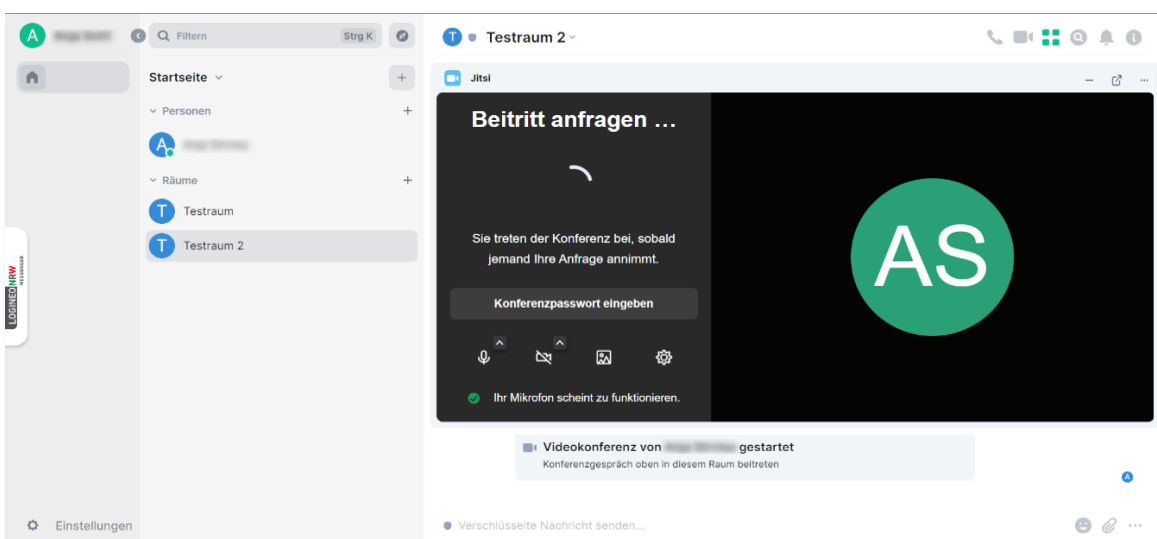 A
Filtern
Strg K
Startseite
Personen
A
Räume
T Testraum
T Testraum 2
LOGINEO NRW
MESSENGER
Einstellungen
T Testraum 2
Jitsi
Beitritt anfragen ...
Sie treten der Konferenz bei, sobald
jemand Ihre Anfrage annimmt.
Konferenzpasswort eingeben
Ihr Mikrofon scheint zu funktionieren.
AS
Videokonferenz von gestartet
Konferenzgespräch oben in diesem Raum beitreten
A
Verschlüsselte Nachricht senden...